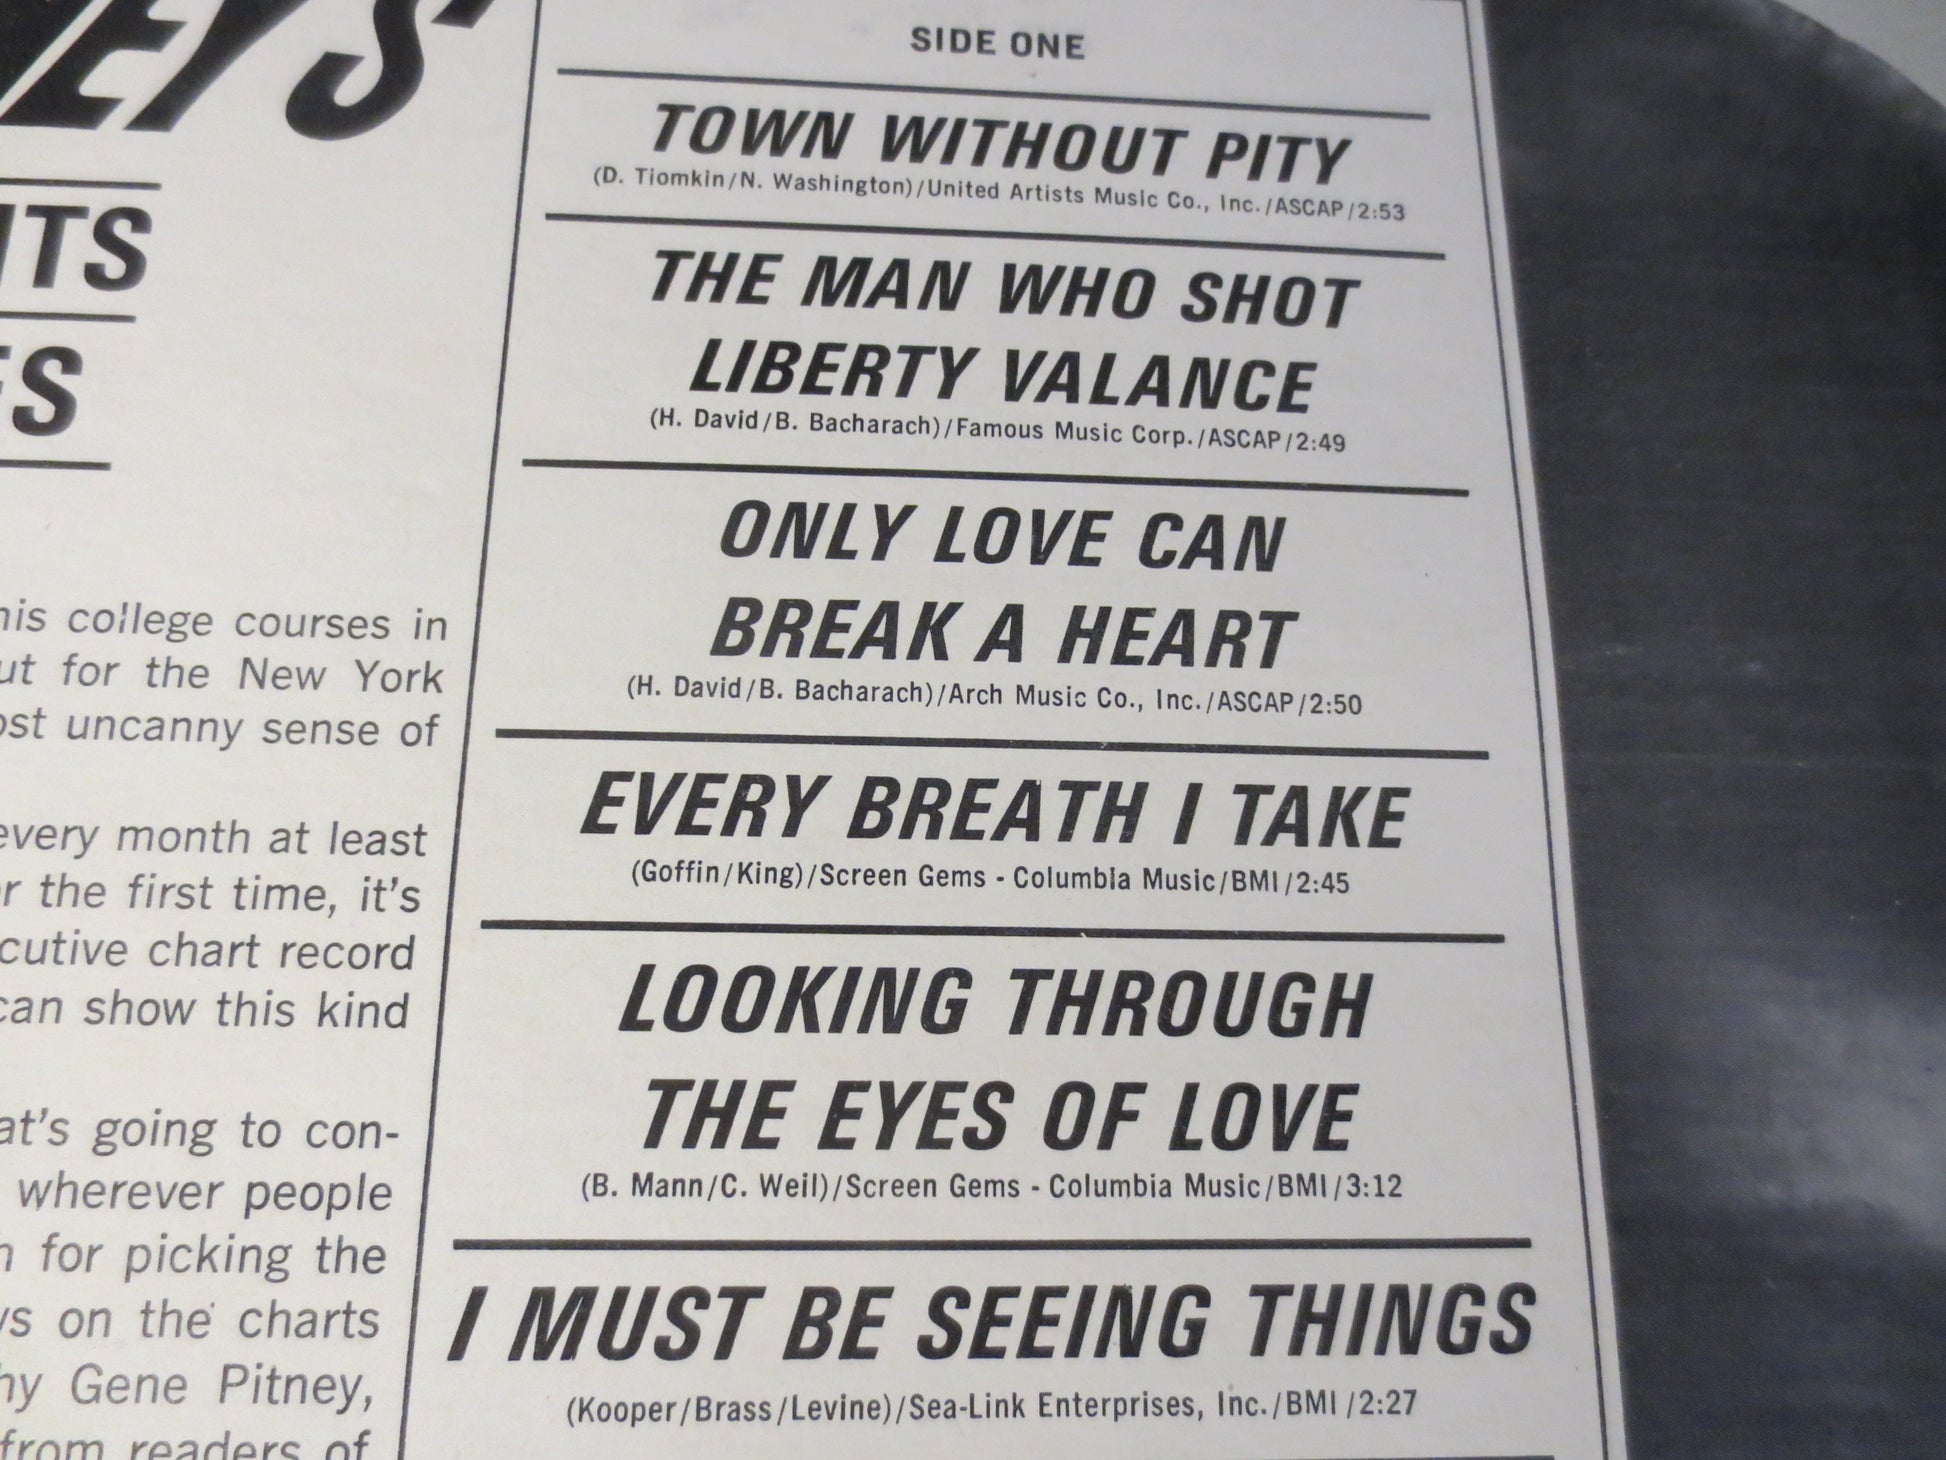 EYS
ITS
ES
his college courses in
ut for the New York
ost uncanny sense of
every month at least
r the first time, it's
cutive chart record
can show this kind
at's going to con-
wherever people
n for picking the
ys on the charts
hy Gene Pitney,
from readers of
SIDE ONE
TOWN WITHOUT PITY
(D. Tiomkin/N. Washington)/United Artists Music Co., Inc./ASCAP/2:53
THE MAN WHO SHOT
LIBERTY VALANCE
(H. David/B. Bacharach)/Famous Music Corp./ASCAP/2:49
ONLY LOVE CAN
BREAK A HEART
(H. David/B. Bacharach)/Arch Music Co., Inc./ASCAP/2:50
EVERY BREATH I TAKE
(Goffin/King)/Screen Gems - Columbia Music/BMI/2:45
LOOKING THROUGH
THE EYES OF LOVE
(B. Mann/C. Weil)/Screen Gems - Columbia Music/BMI/3:12
I MUST BE SEEING THINGS
(Kooper/Brass/Levine)/Sea-Link Enterprises, Inc./BMI/2:27